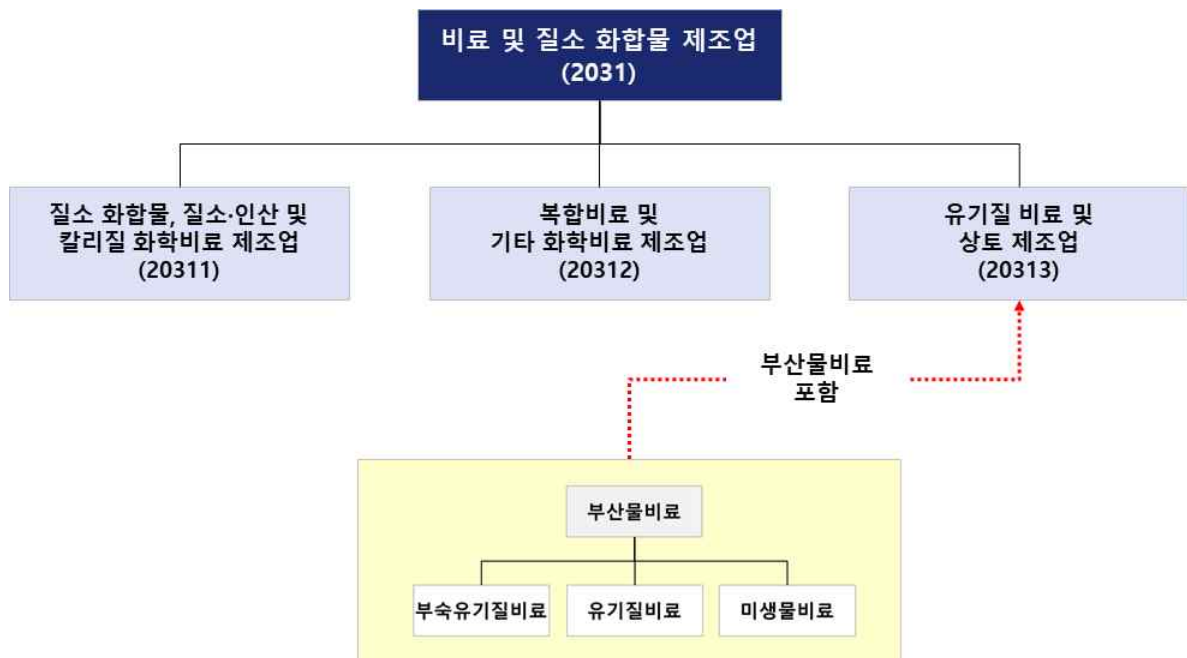 비료 및 질소 화합물 제조업
(2031)
질소 화합물, 질소·인산 및
칼리질 화학비료 제조업
(20311)
복합비료 및
기타 화학비료 제조업
(20312)
유기질 비료 및
상토 제조업
(20313)
부산물비료
포함
부산물비료
부숙유기질비료
유기질비료
미생물비료